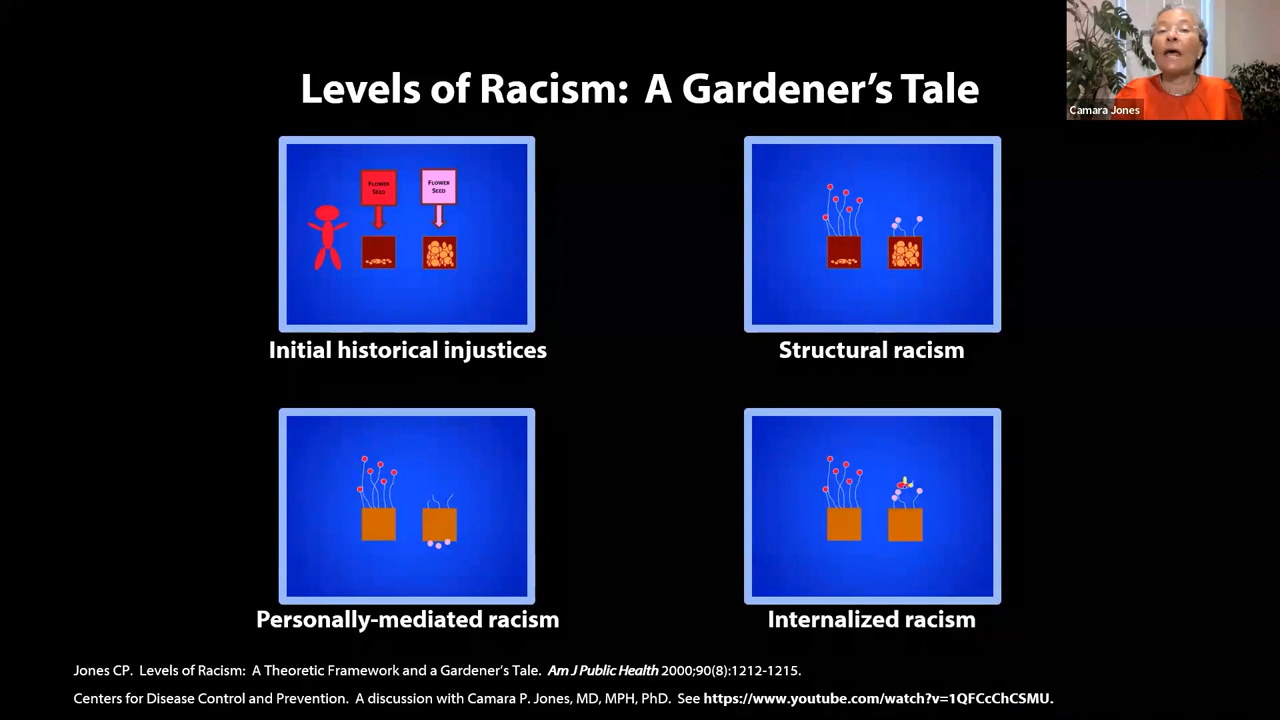 Levels of Racism:  A Gardener's Tale
Camara Jones
FLOWER
SEED
FLOWER
SEED
Initial historical injustices
Structural racism
Personally-mediated racism
Internalized racism
Jones CP.  Levels of Racism:  A Theoretic Framework and a Gardener's Tale.  Am J Public Health 2000;90(8):1212-1215.
Centers for Disease Control and Prevention.  A discussion with Camara P. Jones, MD, MPH, PhD.  See https://www.youtube.com/watch?v=1QFCcChCSMU.